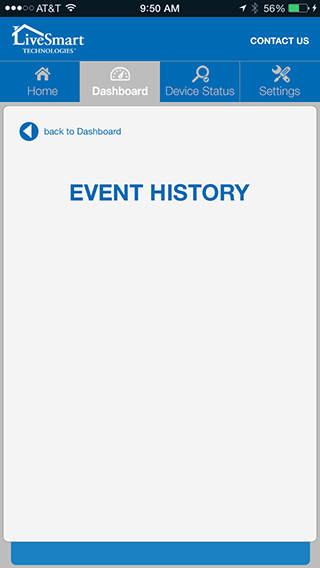 AT&T 9:50 AM 56%
LiveSmart
TECHNOLOGIES™
CONTACT US
Home Dashboard Device Status Settings
back to Dashboard
EVENT HISTORY